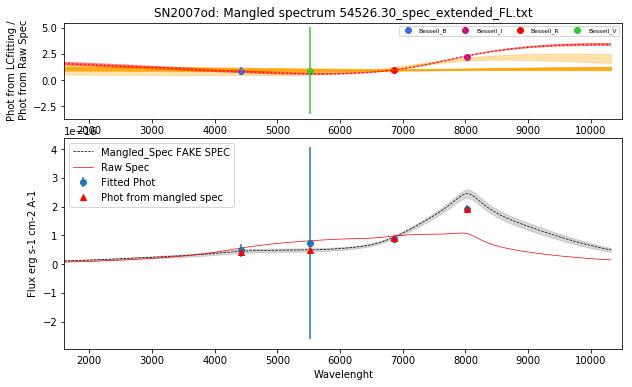 SN2007od: Mangled spectrum 54526.30_spec_extended_FL.txt
Phot from LCfitting /
Phot from Raw Spec
5.0
2.5
0.0
−2.5
Bessell_B Bessell_I Bessell_R Bessell_V
2000 3000 4000 5000 6000 7000 8000 9000 10000
Flux erg s-1 cm-2 A-1
4
3
2
1
0
−1
−2
Mangled_Spec FAKE SPEC
Raw Spec
Fitted Phot
Phot from mangled spec
2000 3000 4000 5000 6000 7000 8000 9000 10000
Wavelenght